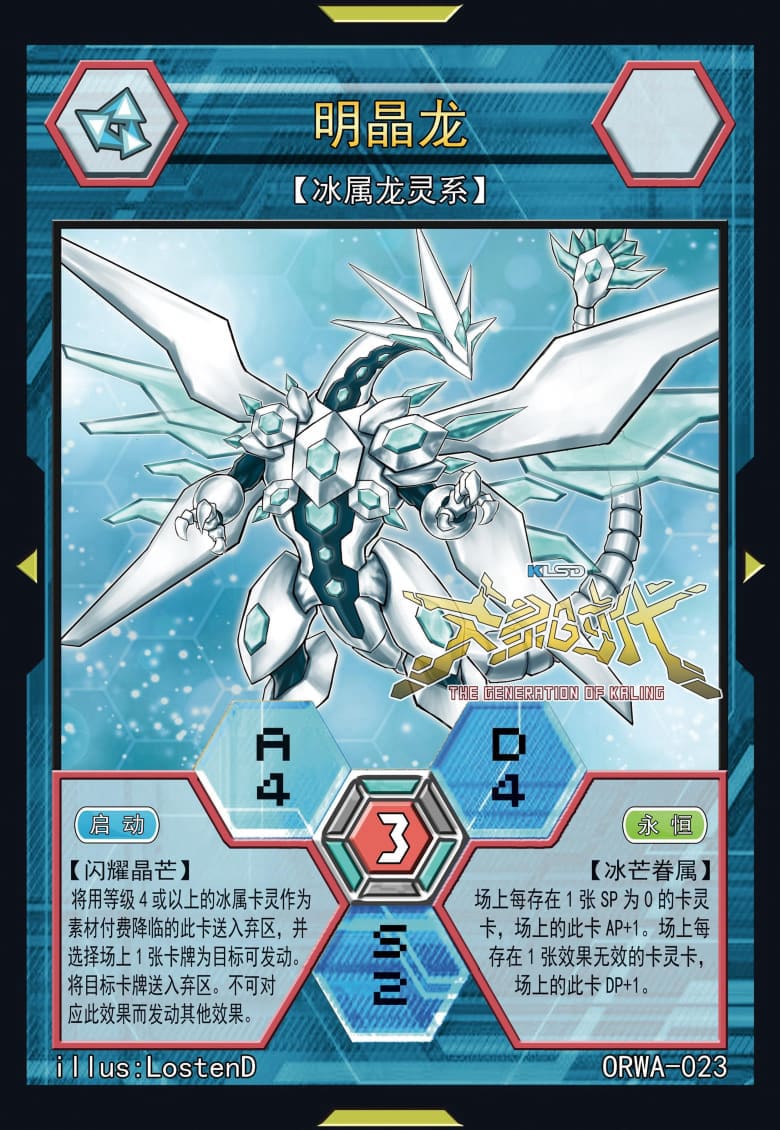 明晶龙
【冰属龙灵系】
KLSD
卡灵时代
THE GENERATION OF KALING
A
4
D
4
3
S
2
启动
【闪耀晶芒】
将用等级4或以上的冰属卡灵作为
素材付费降临的此卡送入弃区，并
选择场上1张卡牌为目标可发动。
将目标卡牌送入弃区。不可对
应此效果而发动其他效果。
永恒
【冰芒眷属】
场上每存在1张SP为0的卡灵
卡，场上的此卡AP+1。场上每
存在1张效果无效的卡灵卡，
场上的此卡DP+1。
illus:LostenD
ORWA-023